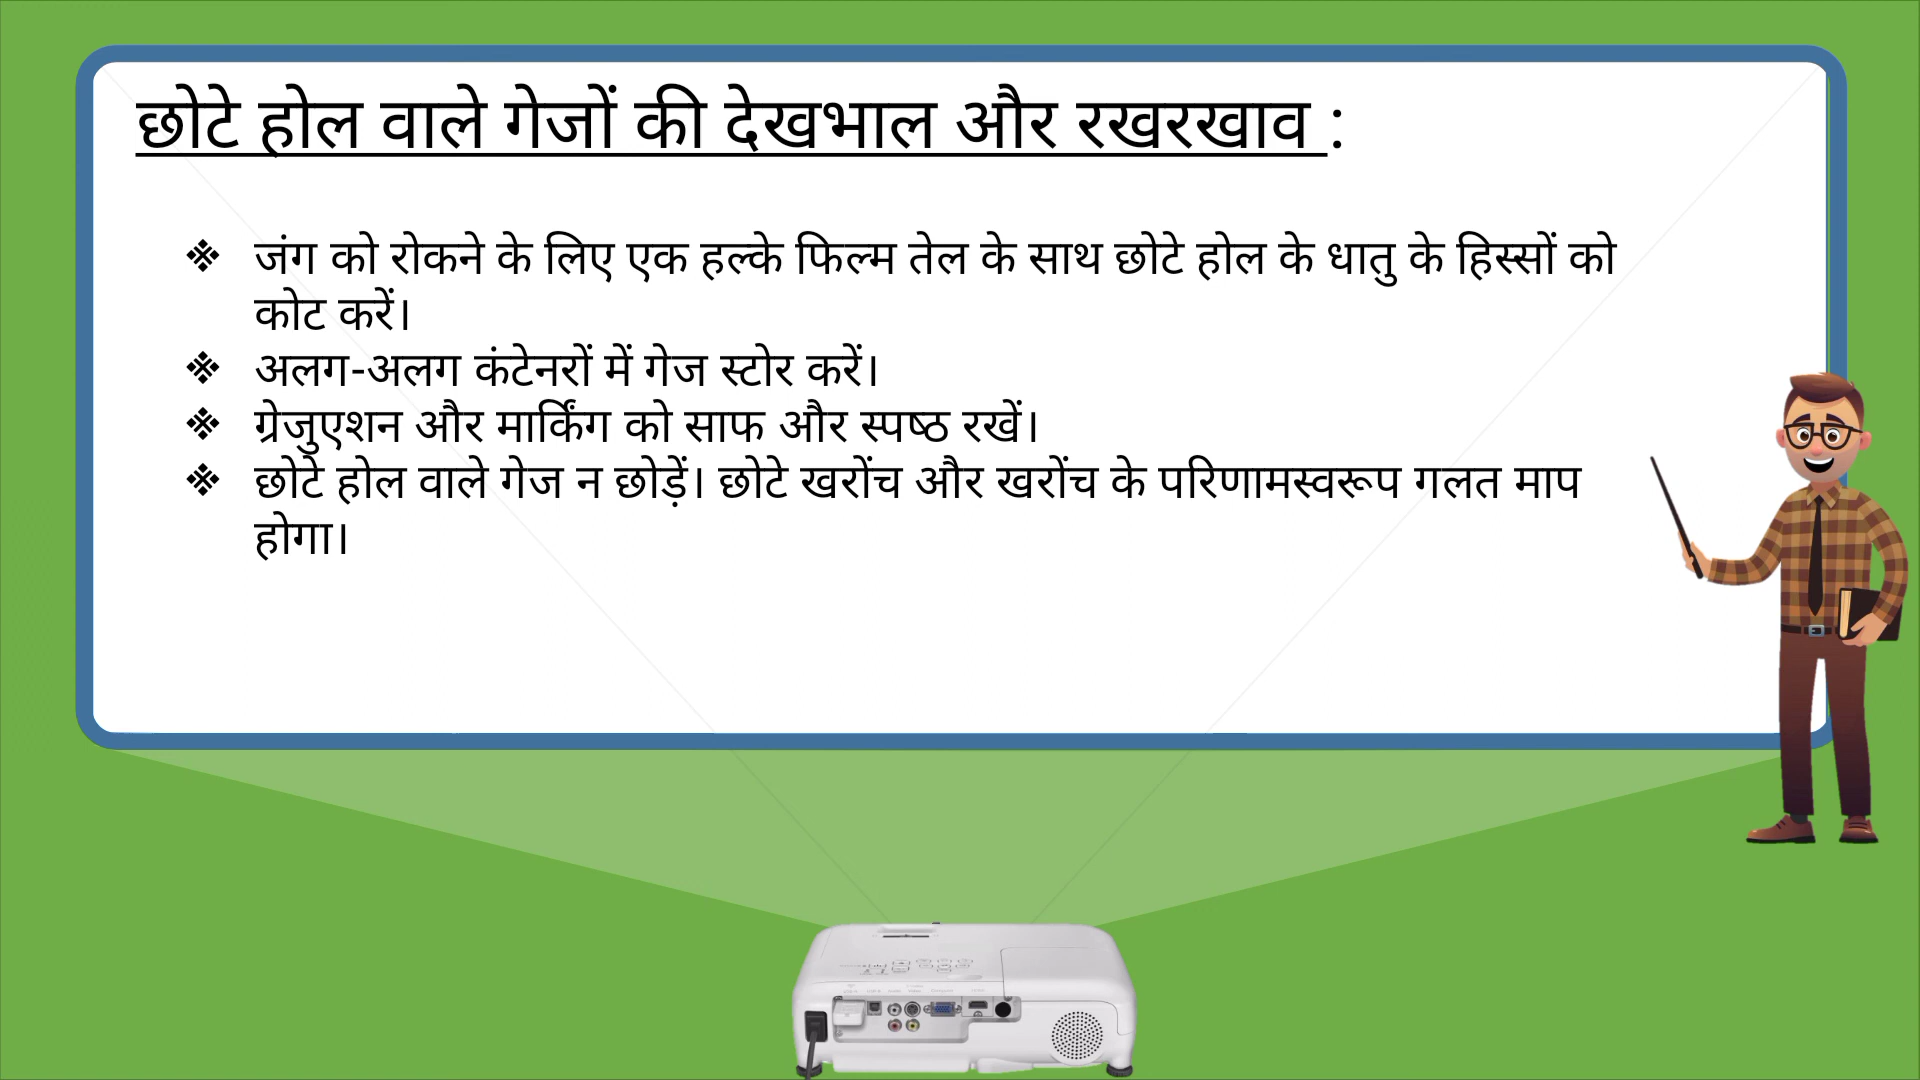 छोटे होल वाले गेजों की देखभाल और रखरखाव :
❖ जंग को रोकने के लिए एक हल्के फिल्म तेल के साथ छोटे होल के धातु के हिस्सों को
कोट करें।
❖ अलग-अलग कंटेनरों में गेज स्टोर करें।
❖ ग्रेजुएशन और मार्किंग को साफ और स्पष्ठ रखें।
❖ छोटे होल वाले गेज न छोड़ें। छोटे खरोंच और खरोंच के परिणामस्वरूप गलत माप
होगा।